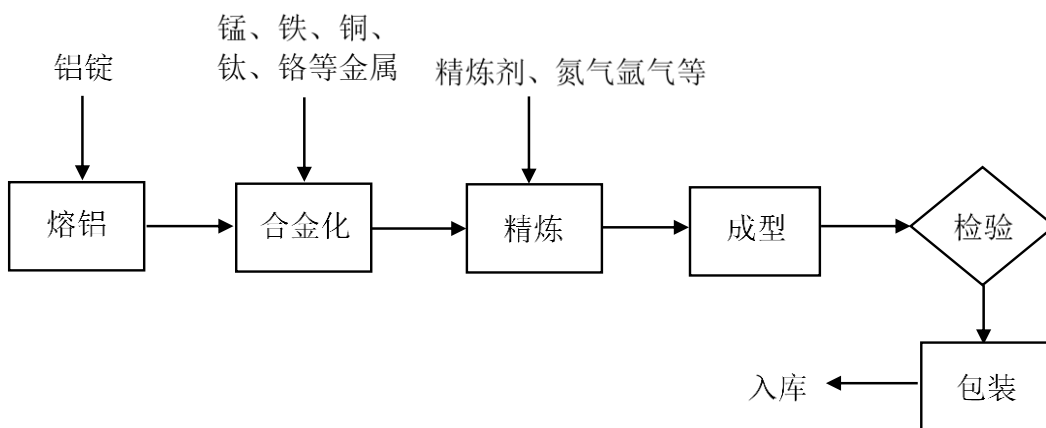 锰、铁、铜、
钛、铬等金属
铝锭
精炼剂、氮气氩气等
熔铝
合金化
精炼
成型
检验
包装
入库